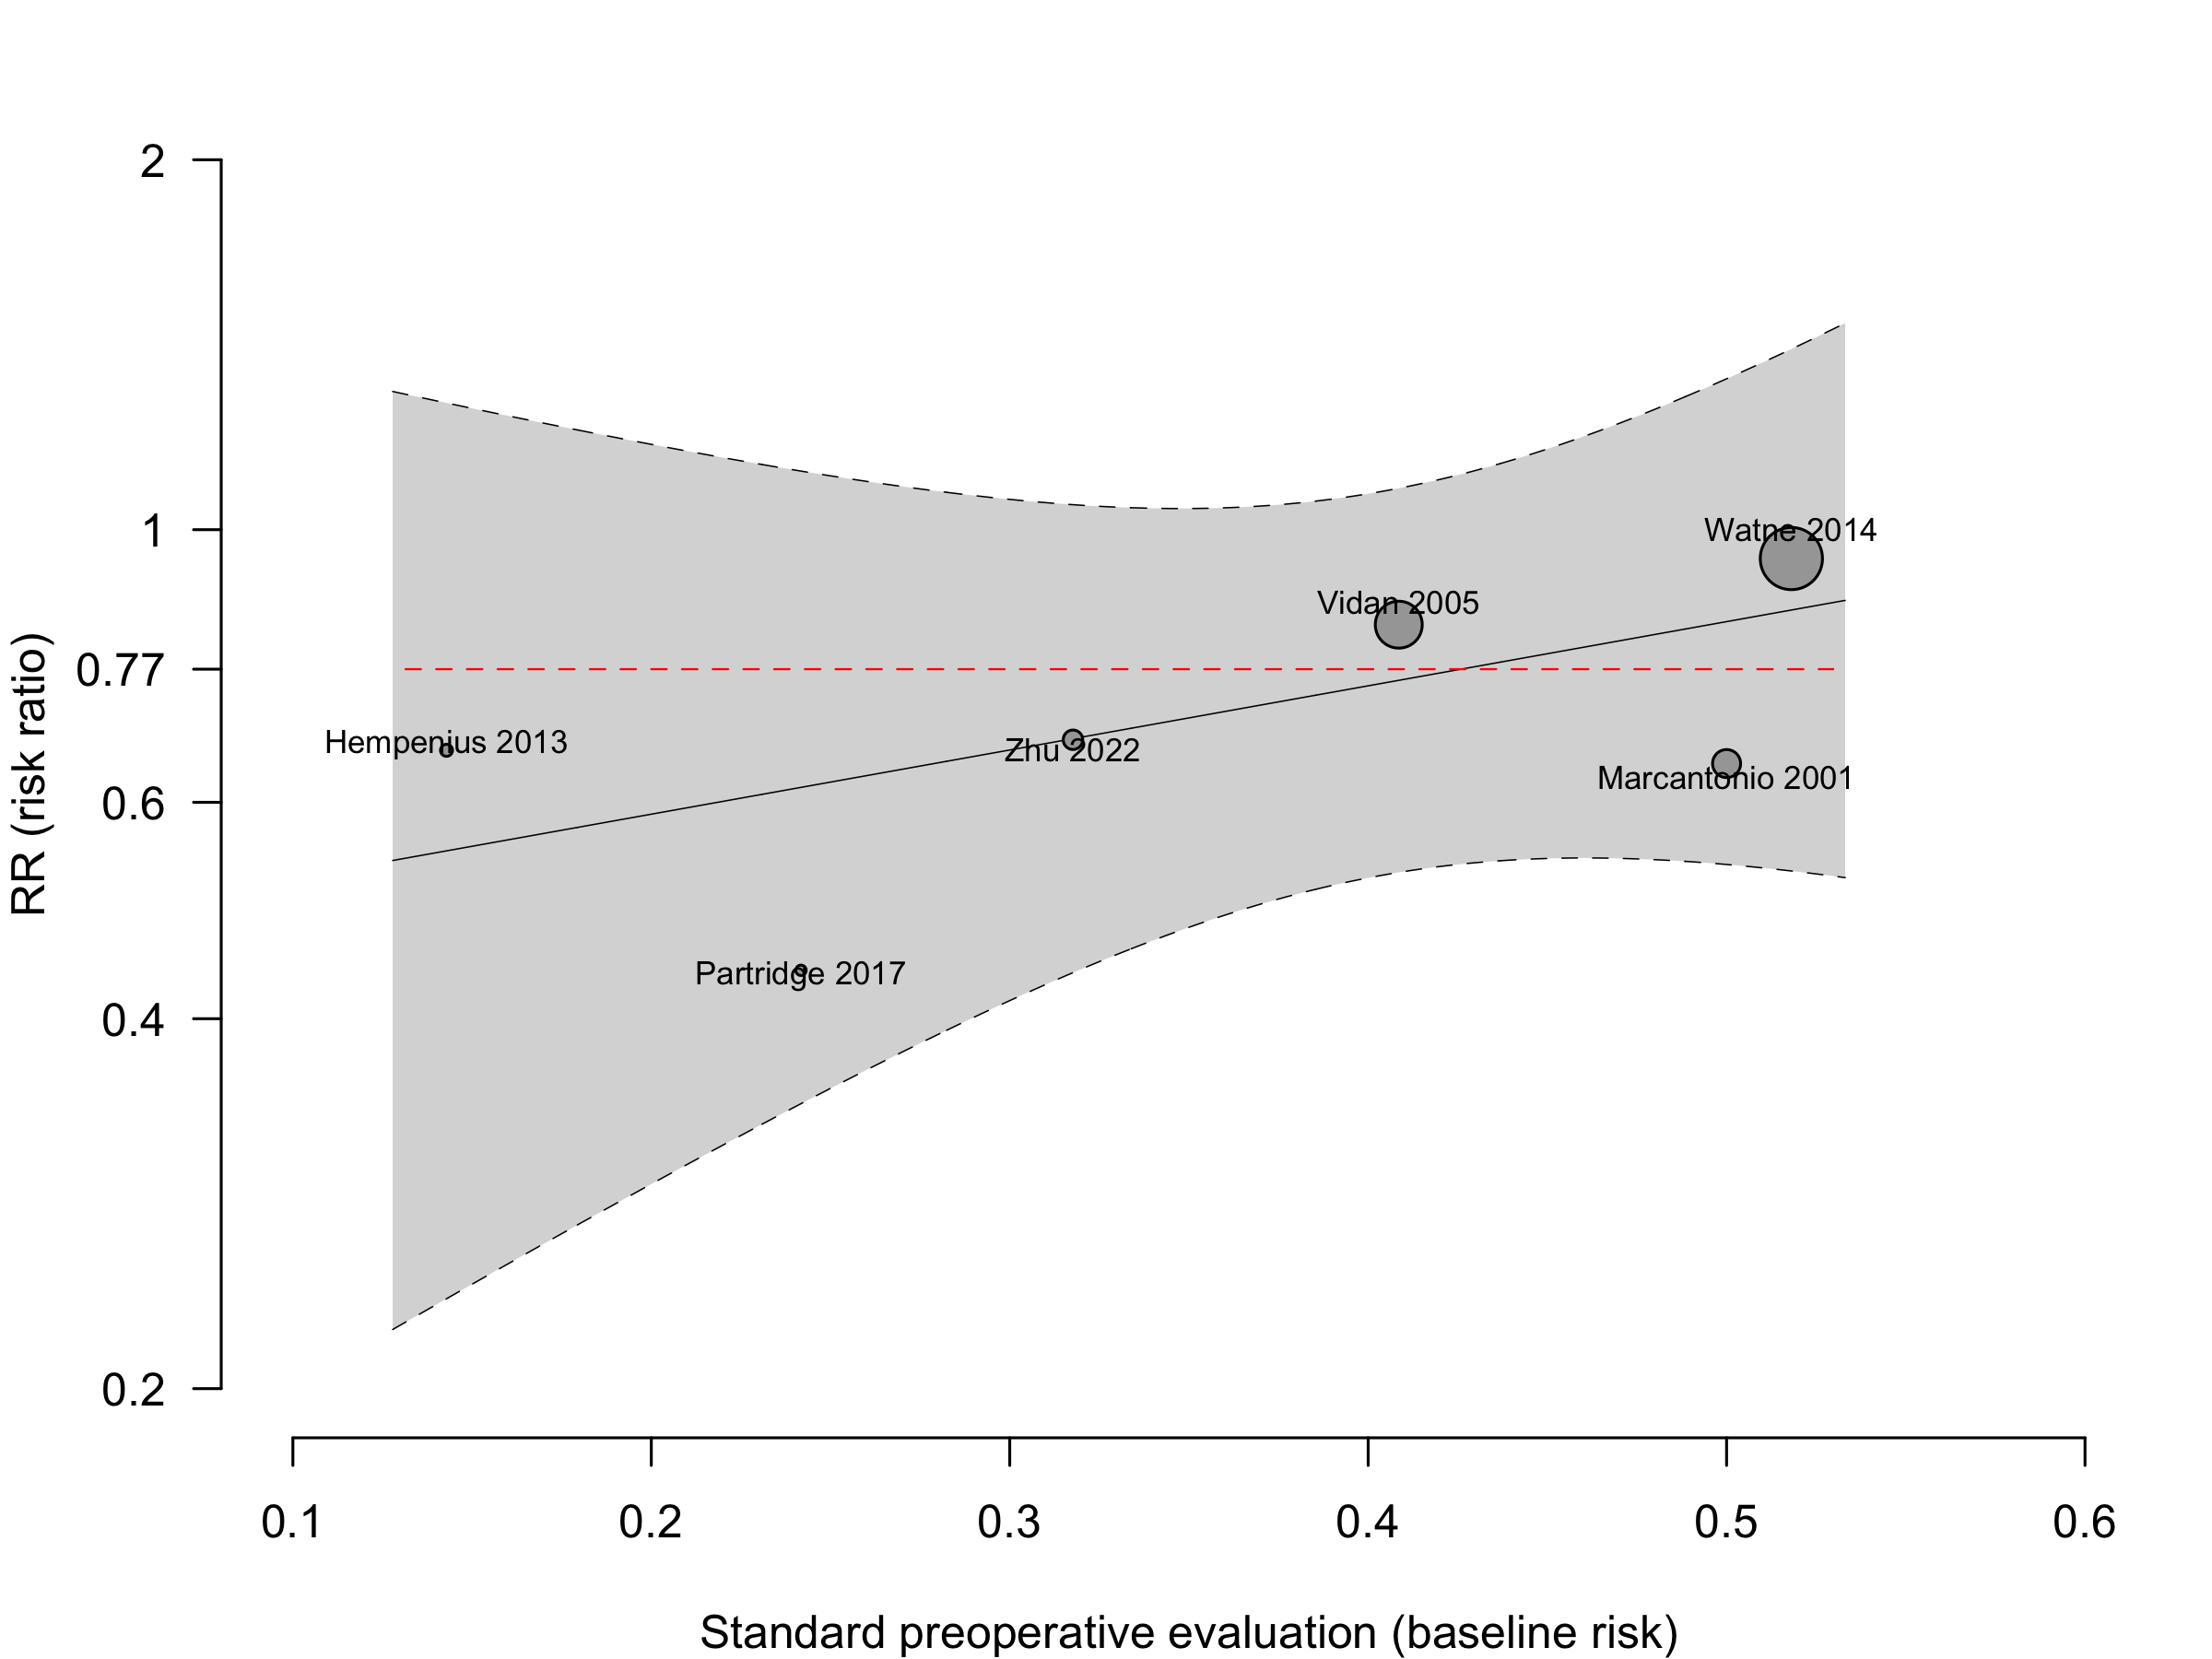 2
1
0.77
0.6
0.4
0.2
RR (risk ratio)
Watne 2014
Vidan 2005
Hempenius 2013
Zhu 2022
Marcantonio 2001
Partridge 2017
0.1 0.2 0.3 0.4 0.5 0.6
Standard preoperative evaluation (baseline risk)